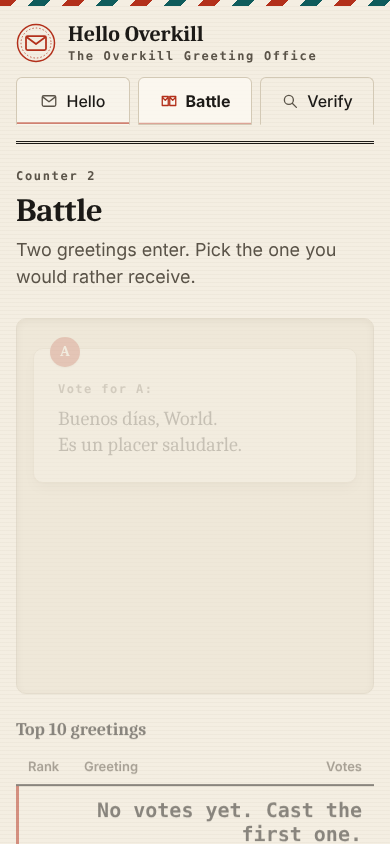 Hello Overkill
The Overkill Greeting Office
Hello
Battle
Verify
Counter 2
Battle
Two greetings enter. Pick the one you
would rather receive.
A
Vote for A:
Buenos días, World.
Es un placer saludarle.
Top 10 greetings
Rank Greeting Votes
No votes yet. Cast the
first one.